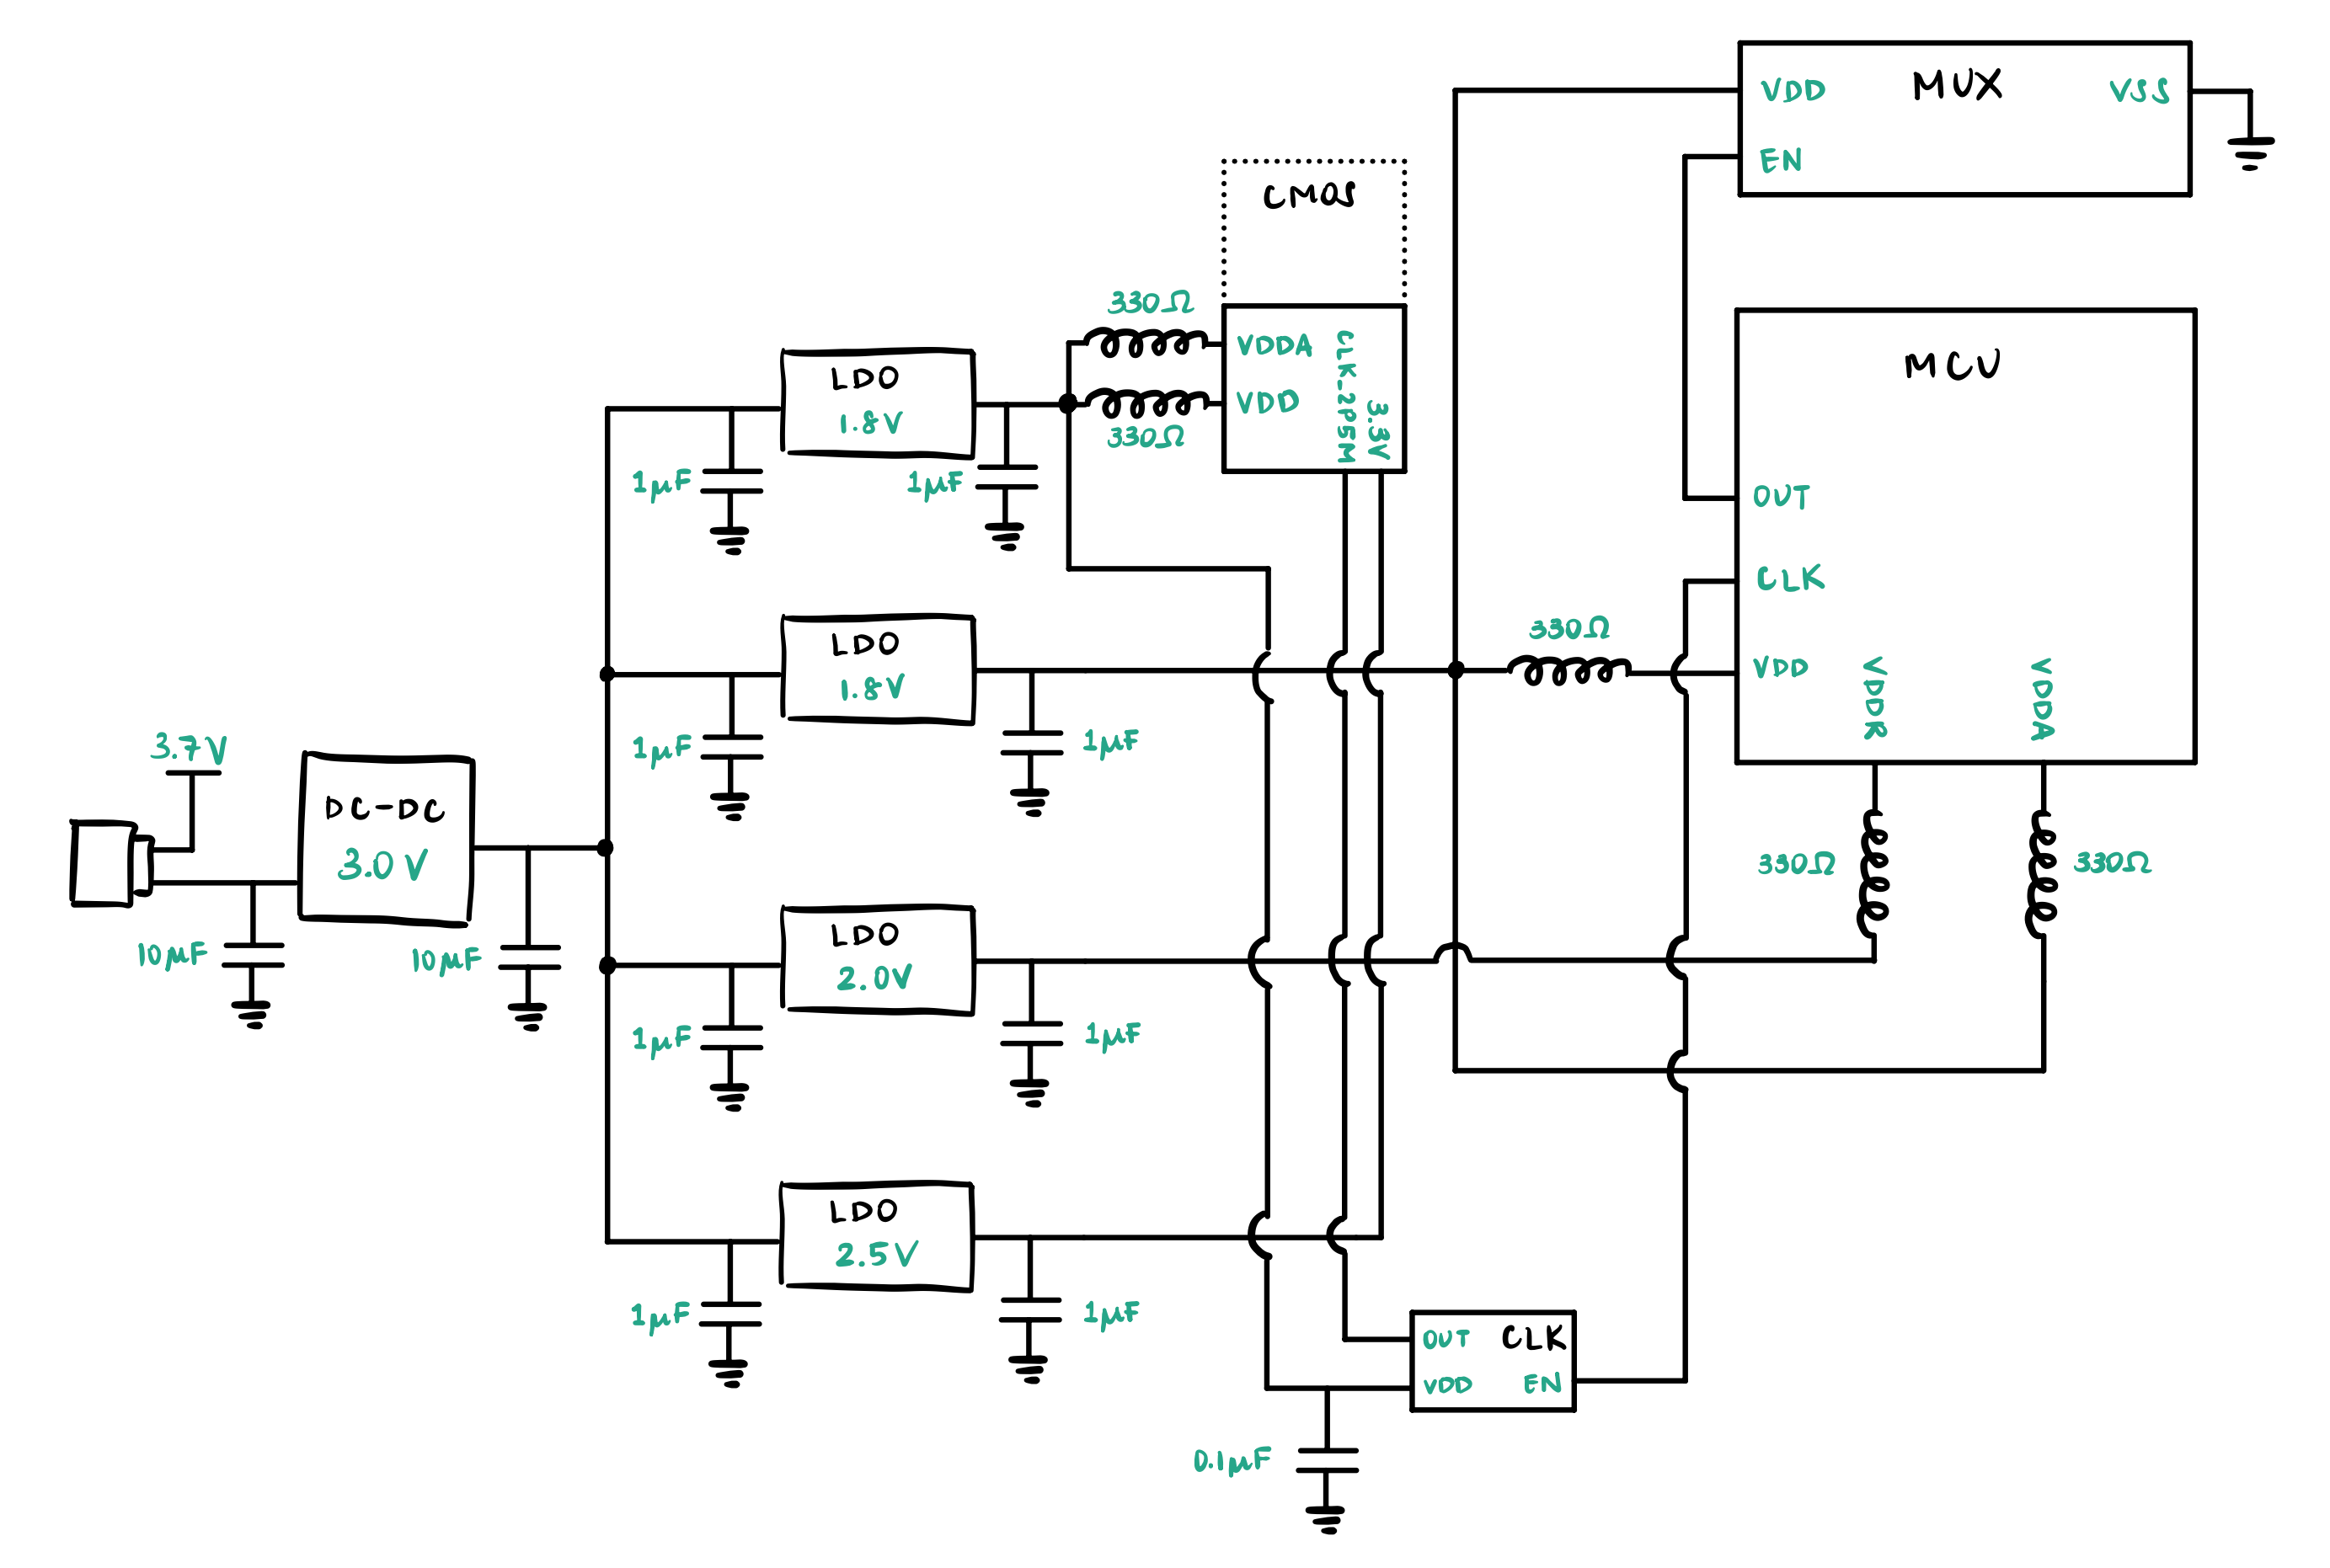 MUX
VDD
VSS
EN
CMOS
330Ω
VDDA
CLK_2P5M
3.3V
VDD
330Ω
LDO
1.8V
1µF
1µF
MCU
OUT
CLK
VDD
VDDR
VDDA
330Ω
LDO
1.8V
1µF
1µF
3.7V
DC-DC
3.0V
10µF
10µF
330Ω
330Ω
LDO
2.0V
1µF
1µF
LDO
2.5V
1µF
1µF
OUT
CLK
VDD
EN
0.1µF